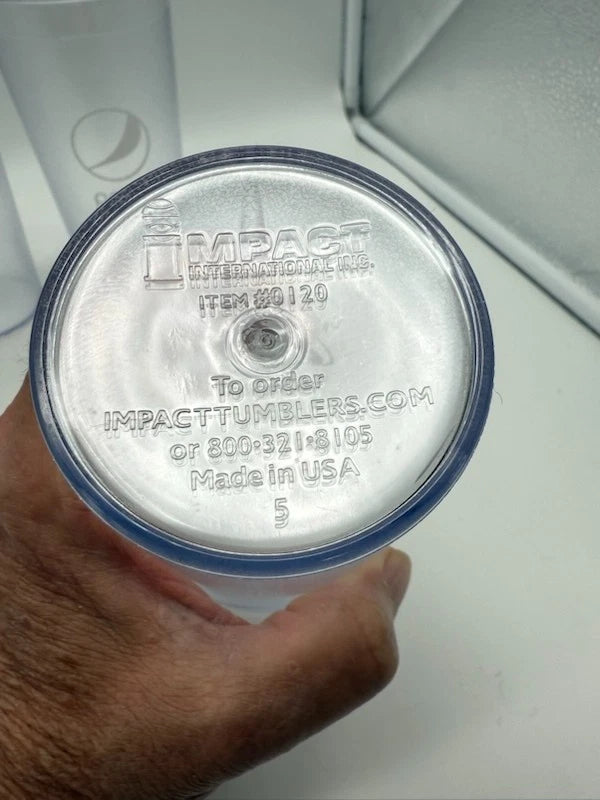 IMPACT
INTERNATIONAL INC.
ITEM #0120
To order
IMPACTTUMBLERS.COM
or 800·321·8105
Made in USA
5